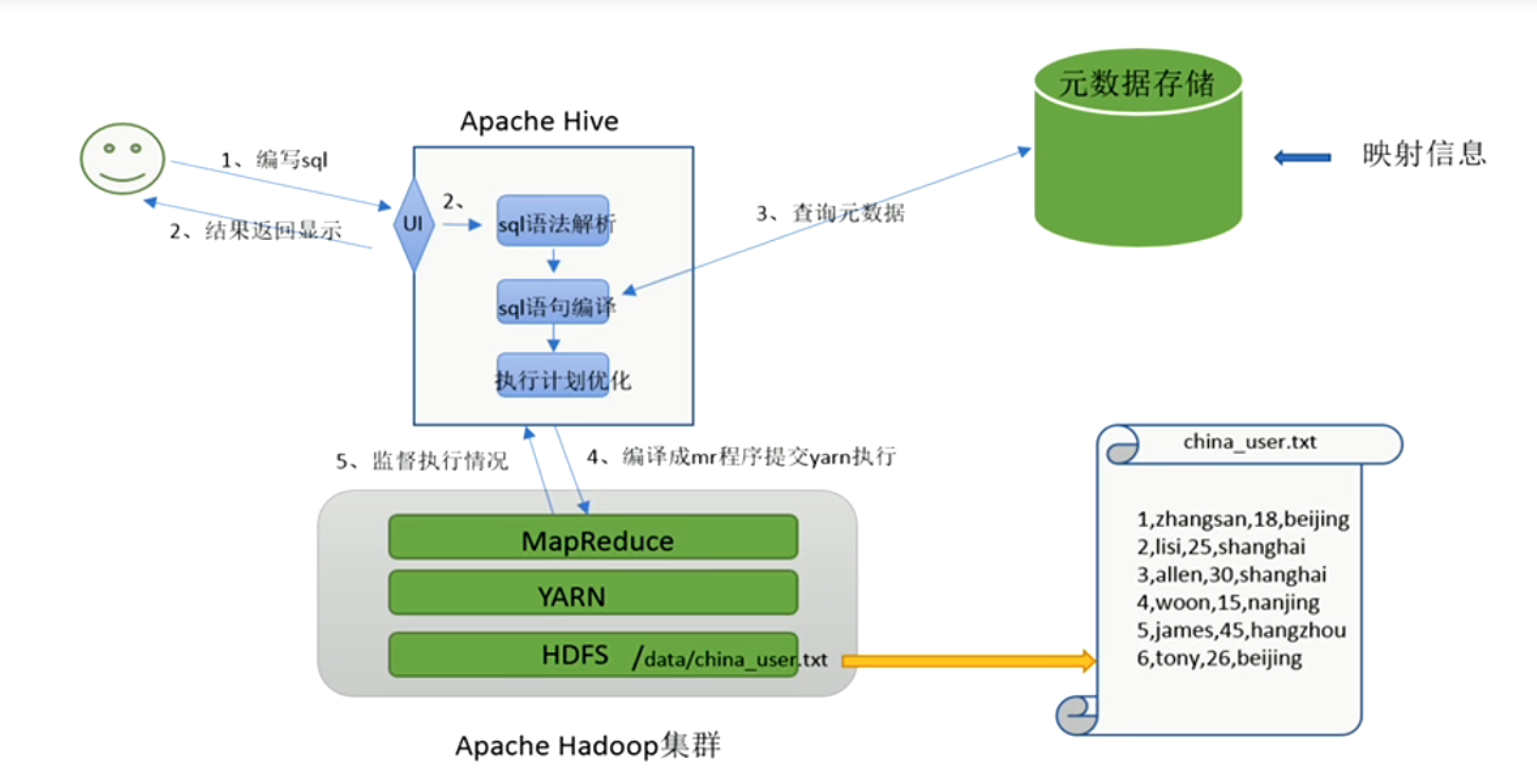 元数据存储
Apache Hive
映射信息
1、编写sql
2、
UI
sql语法解析
3、查询元数据
2、结果返回显示
sql语句编译
执行计划优化
5、监督执行情况
4、编译成mr程序提交yarn执行
china_user.txt
MapReduce
YARN
HDFS /data/china_user.txt
1,zhangsan,18,beijing
2,lisi,25,shanghai
3,allen,30,shanghai
4,woon,15,nanjing
5,james,45,hangzhou
6,tony,26,beijing
Apache Hadoop集群